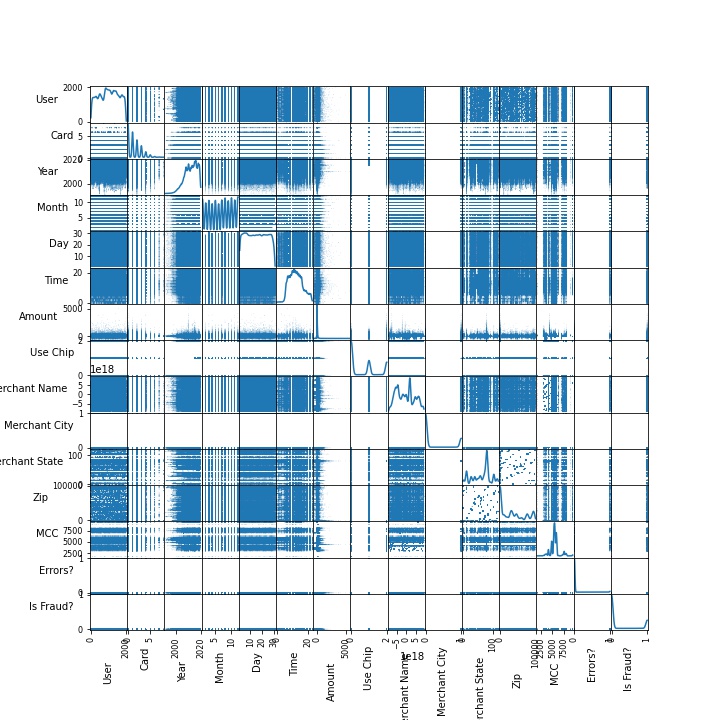 2000
User
0
Card
5
0
2020
Year
2000
10
Month
5
30
Day
20
10
20
Time
0
5000
Amount
0
2
Use Chip
0
1e18
erchant Name
5
0
−5
1
Merchant City
100
erchant State
0
100000
Zip
0
7500
MCC
5000
2500
1
Errors?
0
1
Is Fraud?
0
0 2000 0 5 2000 2020 5 10 10 20 30 0 20 0 5000 0 2 −5 0 5 0 1 0 100 0 100000 2500 5000 7500 0 1 0 1
1e18
User Card Year Month Day Time Amount Use Chip erchant Name Merchant City rchant State Zip MCC Errors? Is Fraud?